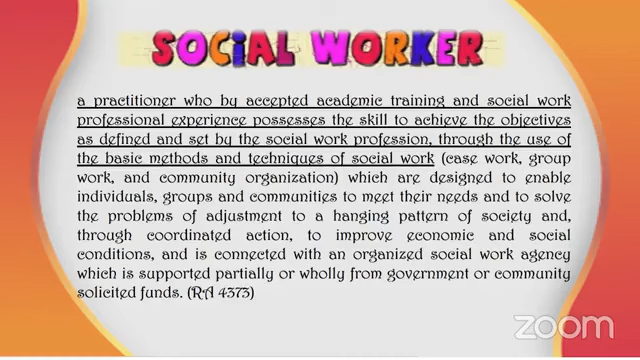 SOCiAL WORKER
a practitioner who by accepted academic training and social work
professional experience possesses the skill to achieve the objectives
as defined and set by the social work profession, through the use of
the basic methods and techniques of social work (case work, group
work, and community organization) which are designed to enable
individuals, groups and communities to meet their needs and to solve
the problems of adjustment to a hanging pattern of society and,
through coordinated action, to improve economic and social
conditions, and is connected with an organized social work agency
which is supported partially or wholly from government or community
solicited funds. (RA 4373)
zoom